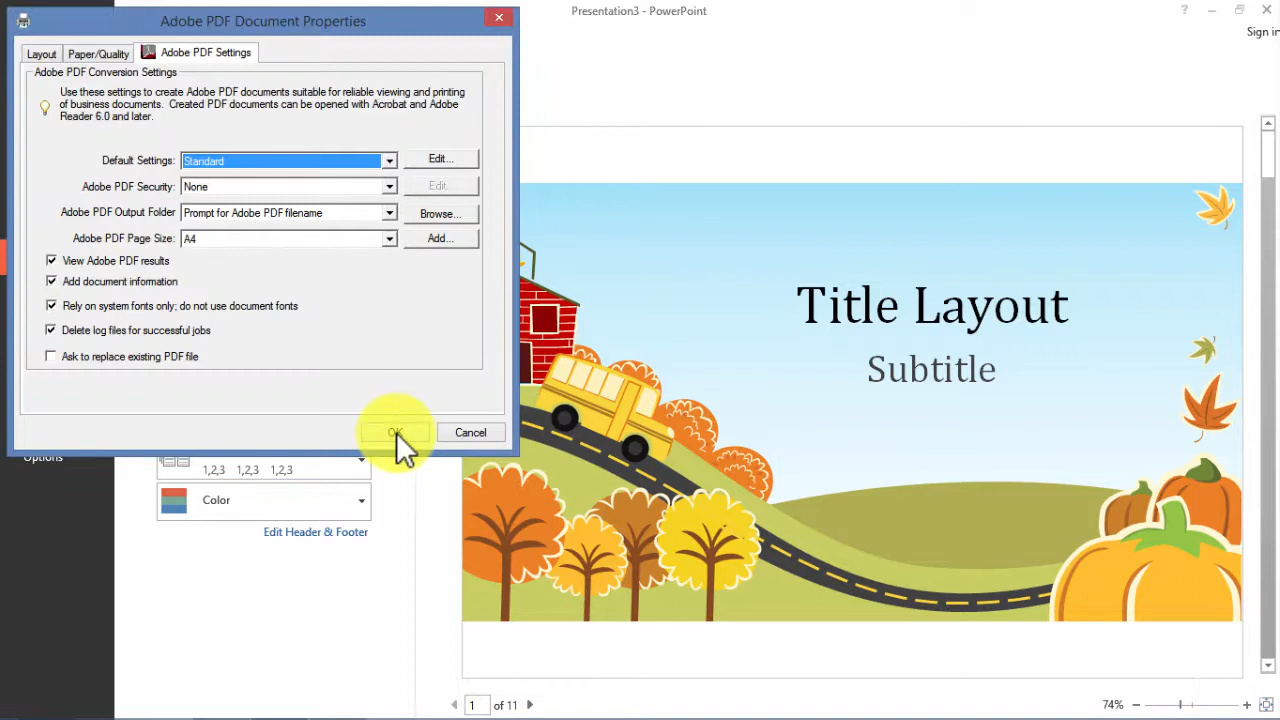 Adobe PDF Document Properties
Presentation3 - PowerPoint
Sign in
Layout
Paper/Quality
Adobe PDF Settings
Adobe PDF Conversion Settings
Use these settings to create Adobe PDF documents suitable for reliable viewing and printing
of business documents. Created PDF documents can be opened with Acrobat and Adobe
Reader 6.0 and later.
Default Settings: Standard Edit...
Adobe PDF Security: None Edit...
Adobe PDF Output Folder Prompt for Adobe PDF filename Browse...
Adobe PDF Page Size: A4 Add...
View Adobe PDF results
Add document information
Rely on system fonts only; do not use document fonts
Delete log files for successful jobs
Ask to replace existing PDF file
OK Cancel
Options
1,2,3 1,2,3 1,2,3
Color
Edit Header & Footer
Title Layout
Subtitle
1 of 11
74%